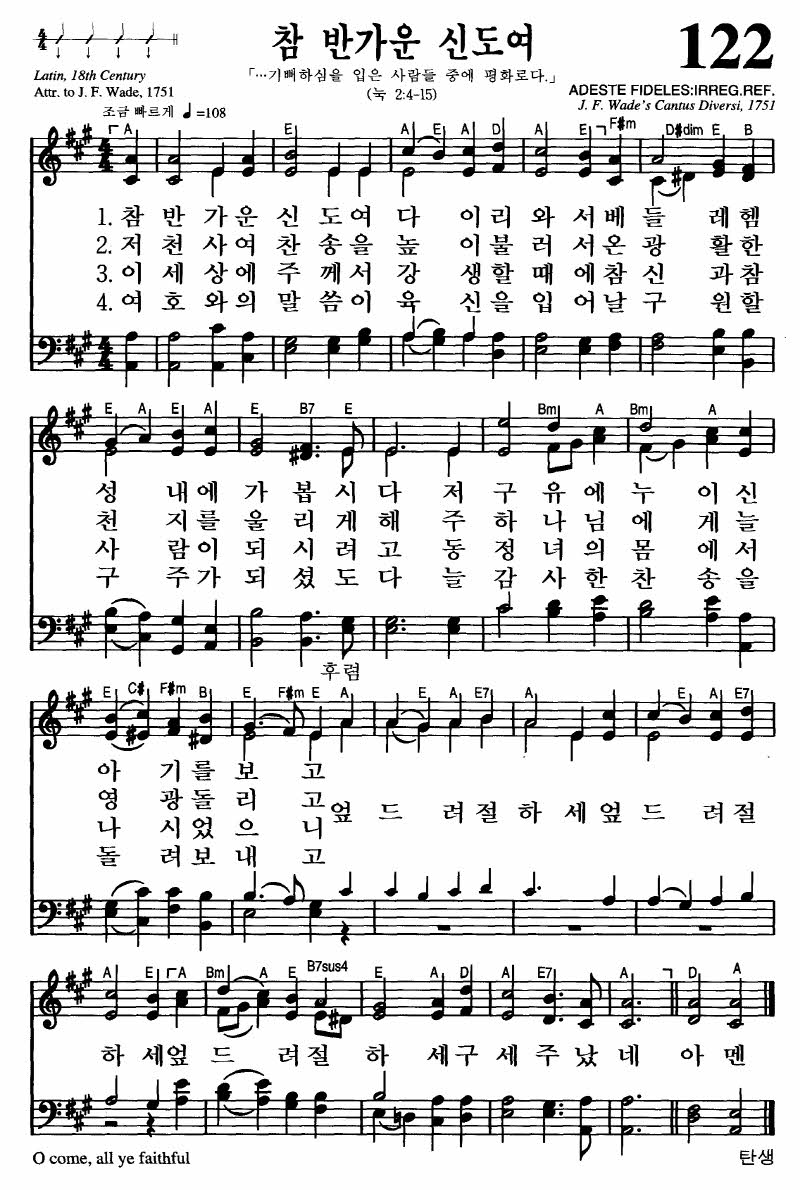 참 반가운 신도여
122
Latin, 18th Century
Attr. to J. F. Wade, 1751
「…기뻐하심을 입은 사람들 중에 평화로다.」
(눅 2:4-15)
ADESTE FIDELES:IRREG.REF.
J. F. Wade's Cantus Diversi, 1751
조금 빠르게 ♩=108
A E A E A D A E F♯m D♯dim E B
1. 참 반 가 운 신 도 여 다 이 리 와 서 베 들 레 헴
2. 저 천 사 여 찬 송 을 높 이 불 러 서 온 광 활 한
3. 이 세 상 에 주 께 서 강 생 할 때 에 참 신 과 참
4. 여 호 와 의 말 씀 이 육 신 을 입 어 날 구 원 할
E A E A E B7 E Bm A Bm A
성 내 에 가 봅 시 다 저 구 유 에 누 이 신
천 지 를 울 리 게 해 주 하 나 님 에 게 늘
사 람 이 되 시 려 고 동 정 녀 의 몸 에 서
구 주 가 되 셨 도 다 늘 감 사 한 찬 송 을
후렴
E C♯ F♯m B E F♯m E A A E A E7 A E A E7
아 기 를 보 고
영 광 돌 리 고
엎 드 려 절 하 세 엎 드 려 절
나 시 었 으 니
돌 려 보 내 고
A E A Bm A E B7sus4 E A D A E7 A D A
하 세 엎 드 려 절 하 세 구 세 주 났 네 아 멘
O come, all ye faithful
탄생